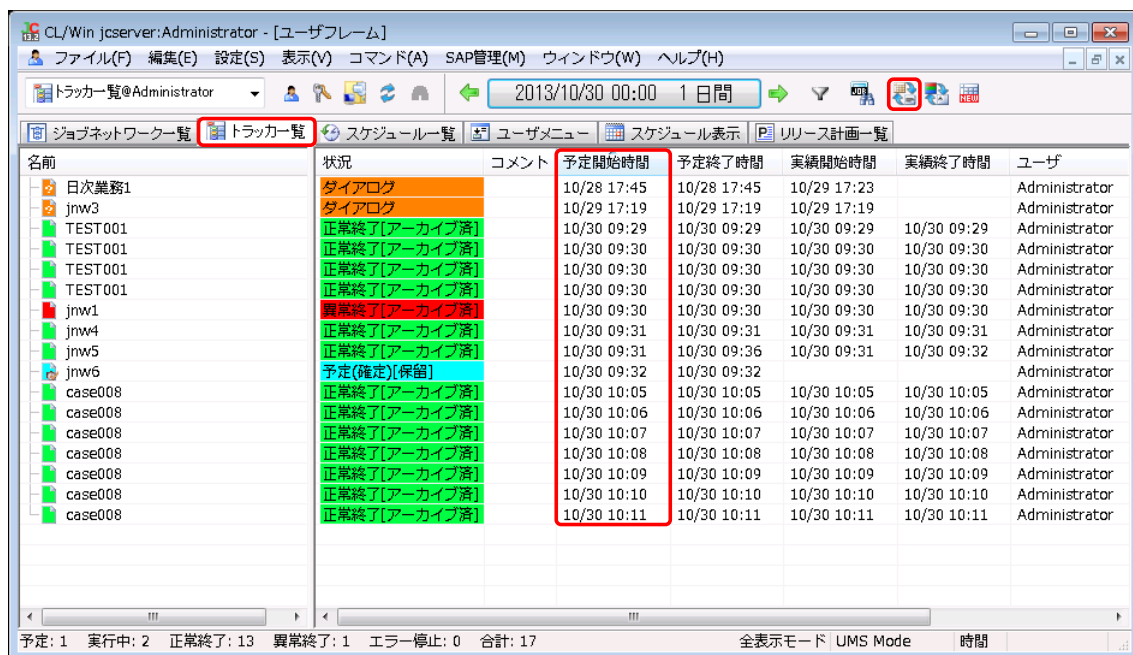 CL/Win jcserver:Administrator - [ユーザフレーム]
ファイル(F) 編集(E) 設定(S) 表示(V) コマンド(A) SAP管理(M) ウィンドウ(W) ヘルプ(H)
トラッカー覧@Administrator 2013/10/30 00:00 1 日間 JOB NEW
ジョブネットワーク一覧 トラッカ一覧 スケジュール一覧 ユーザメニュー スケジュール表示 リリース計画一覧
名前 状況 コメント 予定開始時間 予定終了時間 実績開始時間 実績終了時間 ユーザ
日次業務1 ダイアログ 10/28 17:45 10/28 17:45 10/29 17:23 Administrator
jnw3 ダイアログ 10/29 17:19 10/29 17:19 10/29 17:19 Administrator
TEST001 正常終了[アーカイブ済] 10/30 09:29 10/30 09:29 10/30 09:29 10/30 09:29 Administrator
TEST001 正常終了[アーカイブ済] 10/30 09:30 10/30 09:30 10/30 09:30 10/30 09:30 Administrator
TEST001 正常終了[アーカイブ済] 10/30 09:30 10/30 09:30 10/30 09:30 10/30 09:30 Administrator
TEST001 正常終了[アーカイブ済] 10/30 09:30 10/30 09:30 10/30 09:30 10/30 09:30 Administrator
jnw1 異常終了[アーカイブ済] 10/30 09:30 10/30 09:30 10/30 09:30 10/30 09:30 Administrator
jnw4 正常終了[アーカイブ済] 10/30 09:31 10/30 09:31 10/30 09:31 10/30 09:31 Administrator
jnw5 正常終了[アーカイブ済] 10/30 09:31 10/30 09:36 10/30 09:31 10/30 09:32 Administrator
jnw6 予定(確定)[保留] 10/30 09:32 10/30 09:32 Administrator
case008 正常終了[アーカイブ済] 10/30 10:05 10/30 10:05 10/30 10:05 10/30 10:05 Administrator
case008 正常終了[アーカイブ済] 10/30 10:06 10/30 10:06 10/30 10:06 10/30 10:06 Administrator
case008 正常終了[アーカイブ済] 10/30 10:07 10/30 10:07 10/30 10:07 10/30 10:07 Administrator
case008 正常終了[アーカイブ済] 10/30 10:08 10/30 10:08 10/30 10:08 10/30 10:08 Administrator
case008 正常終了[アーカイブ済] 10/30 10:09 10/30 10:09 10/30 10:09 10/30 10:09 Administrator
case008 正常終了[アーカイブ済] 10/30 10:10 10/30 10:10 10/30 10:10 10/30 10:10 Administrator
case008 正常終了[アーカイブ済] 10/30 10:11 10/30 10:11 10/30 10:11 10/30 10:11 Administrator
予定: 1 実行中: 2 正常終了: 13 異常終了: 1 エラー停止: 0 合計: 17 全表示モード UMS Mode 時間